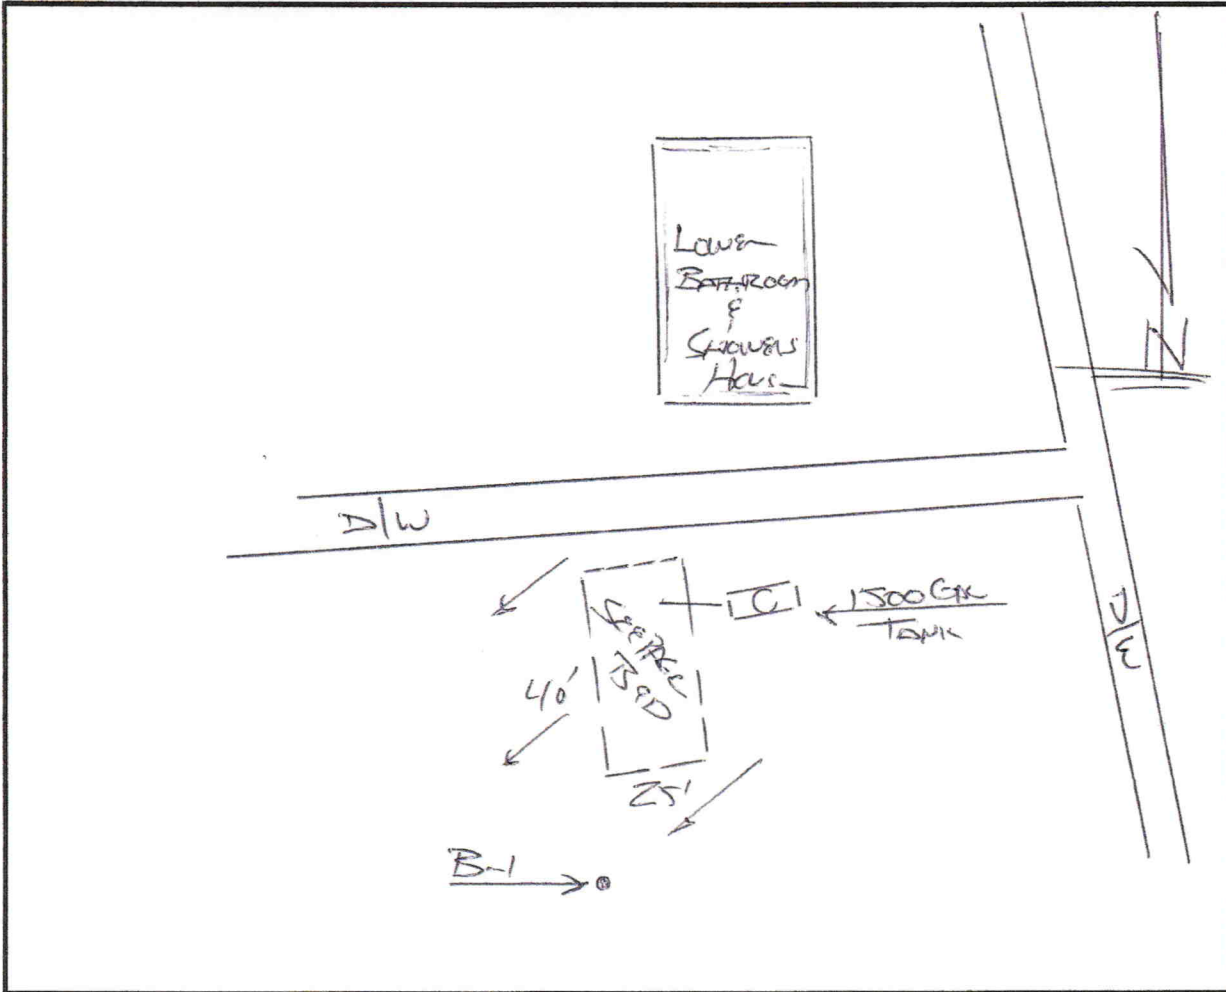 Lower
Bathroom
&
Showers
House
N
D/W
Seepage
Bed
C
1500 Gal
Tank
40'
25'
B-1